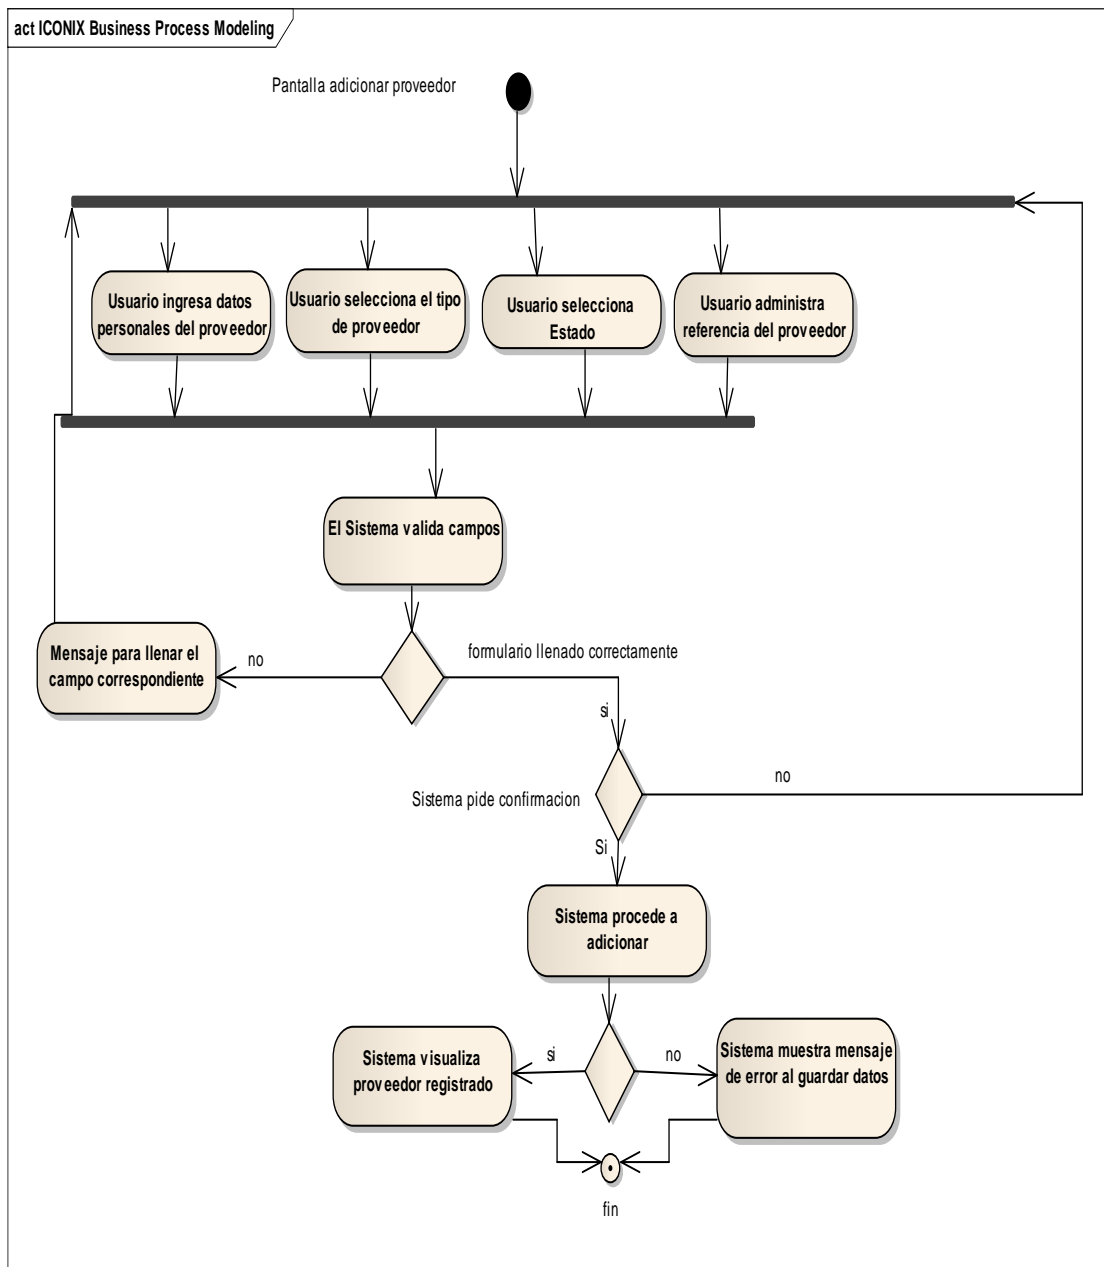 act ICONIX Business Process Modeling
Pantalla adicionar proveedor
Usuario ingresa datos
personales del proveedor
Usuario selecciona el tipo
de proveedor
Usuario selecciona
Estado
Usuario administra
referencia del proveedor
El Sistema valida campos
Mensaje para llenar el
campo correspondiente
no
formulario llenado correctamente
si
Sistema pide confirmacion
no
Si
Sistema procede a
adicionar
Sistema visualiza
proveedor registrado
si
no
Sistema muestra mensaje
de error al guardar datos
fin